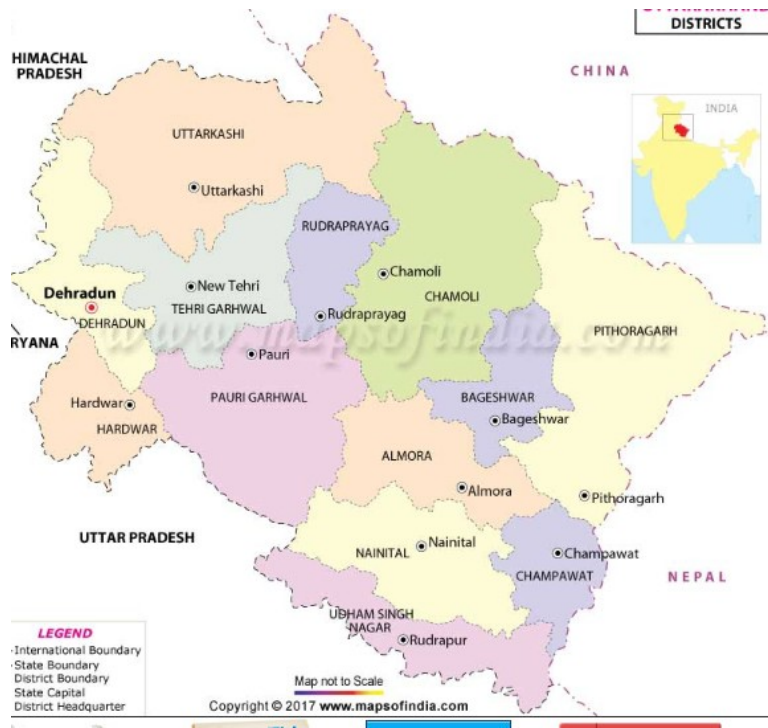 DISTRICTS
HIMACHAL
PRADESH
CHINA
INDIA
UTTARKASHI
Uttarkashi
RUDRAPRAYAG
Chamoli
New Tehri
CHAMOLI
Dehradun
TEHRI GARHWAL
Rudraprayag
DEHRADUN
PITHORAGARH
www.mapsofindia.com
RYANA
Pauri
PAURI GARHWAL
BAGESHWAR
Hardwar
Bageshwar
HARDWAR
ALMORA
Almora
Pithoragarh
UTTAR PRADESH
Nainital
NAINITAL
Champawat
CHAMPAWAT
NEPAL
UDHAM SINGH
NAGAR
Rudrapur
LEGEND
International Boundary
State Boundary
District Boundary
State Capital
District Headquarter
Map not to Scale
Copyright © 2017 www.mapsofindia.com